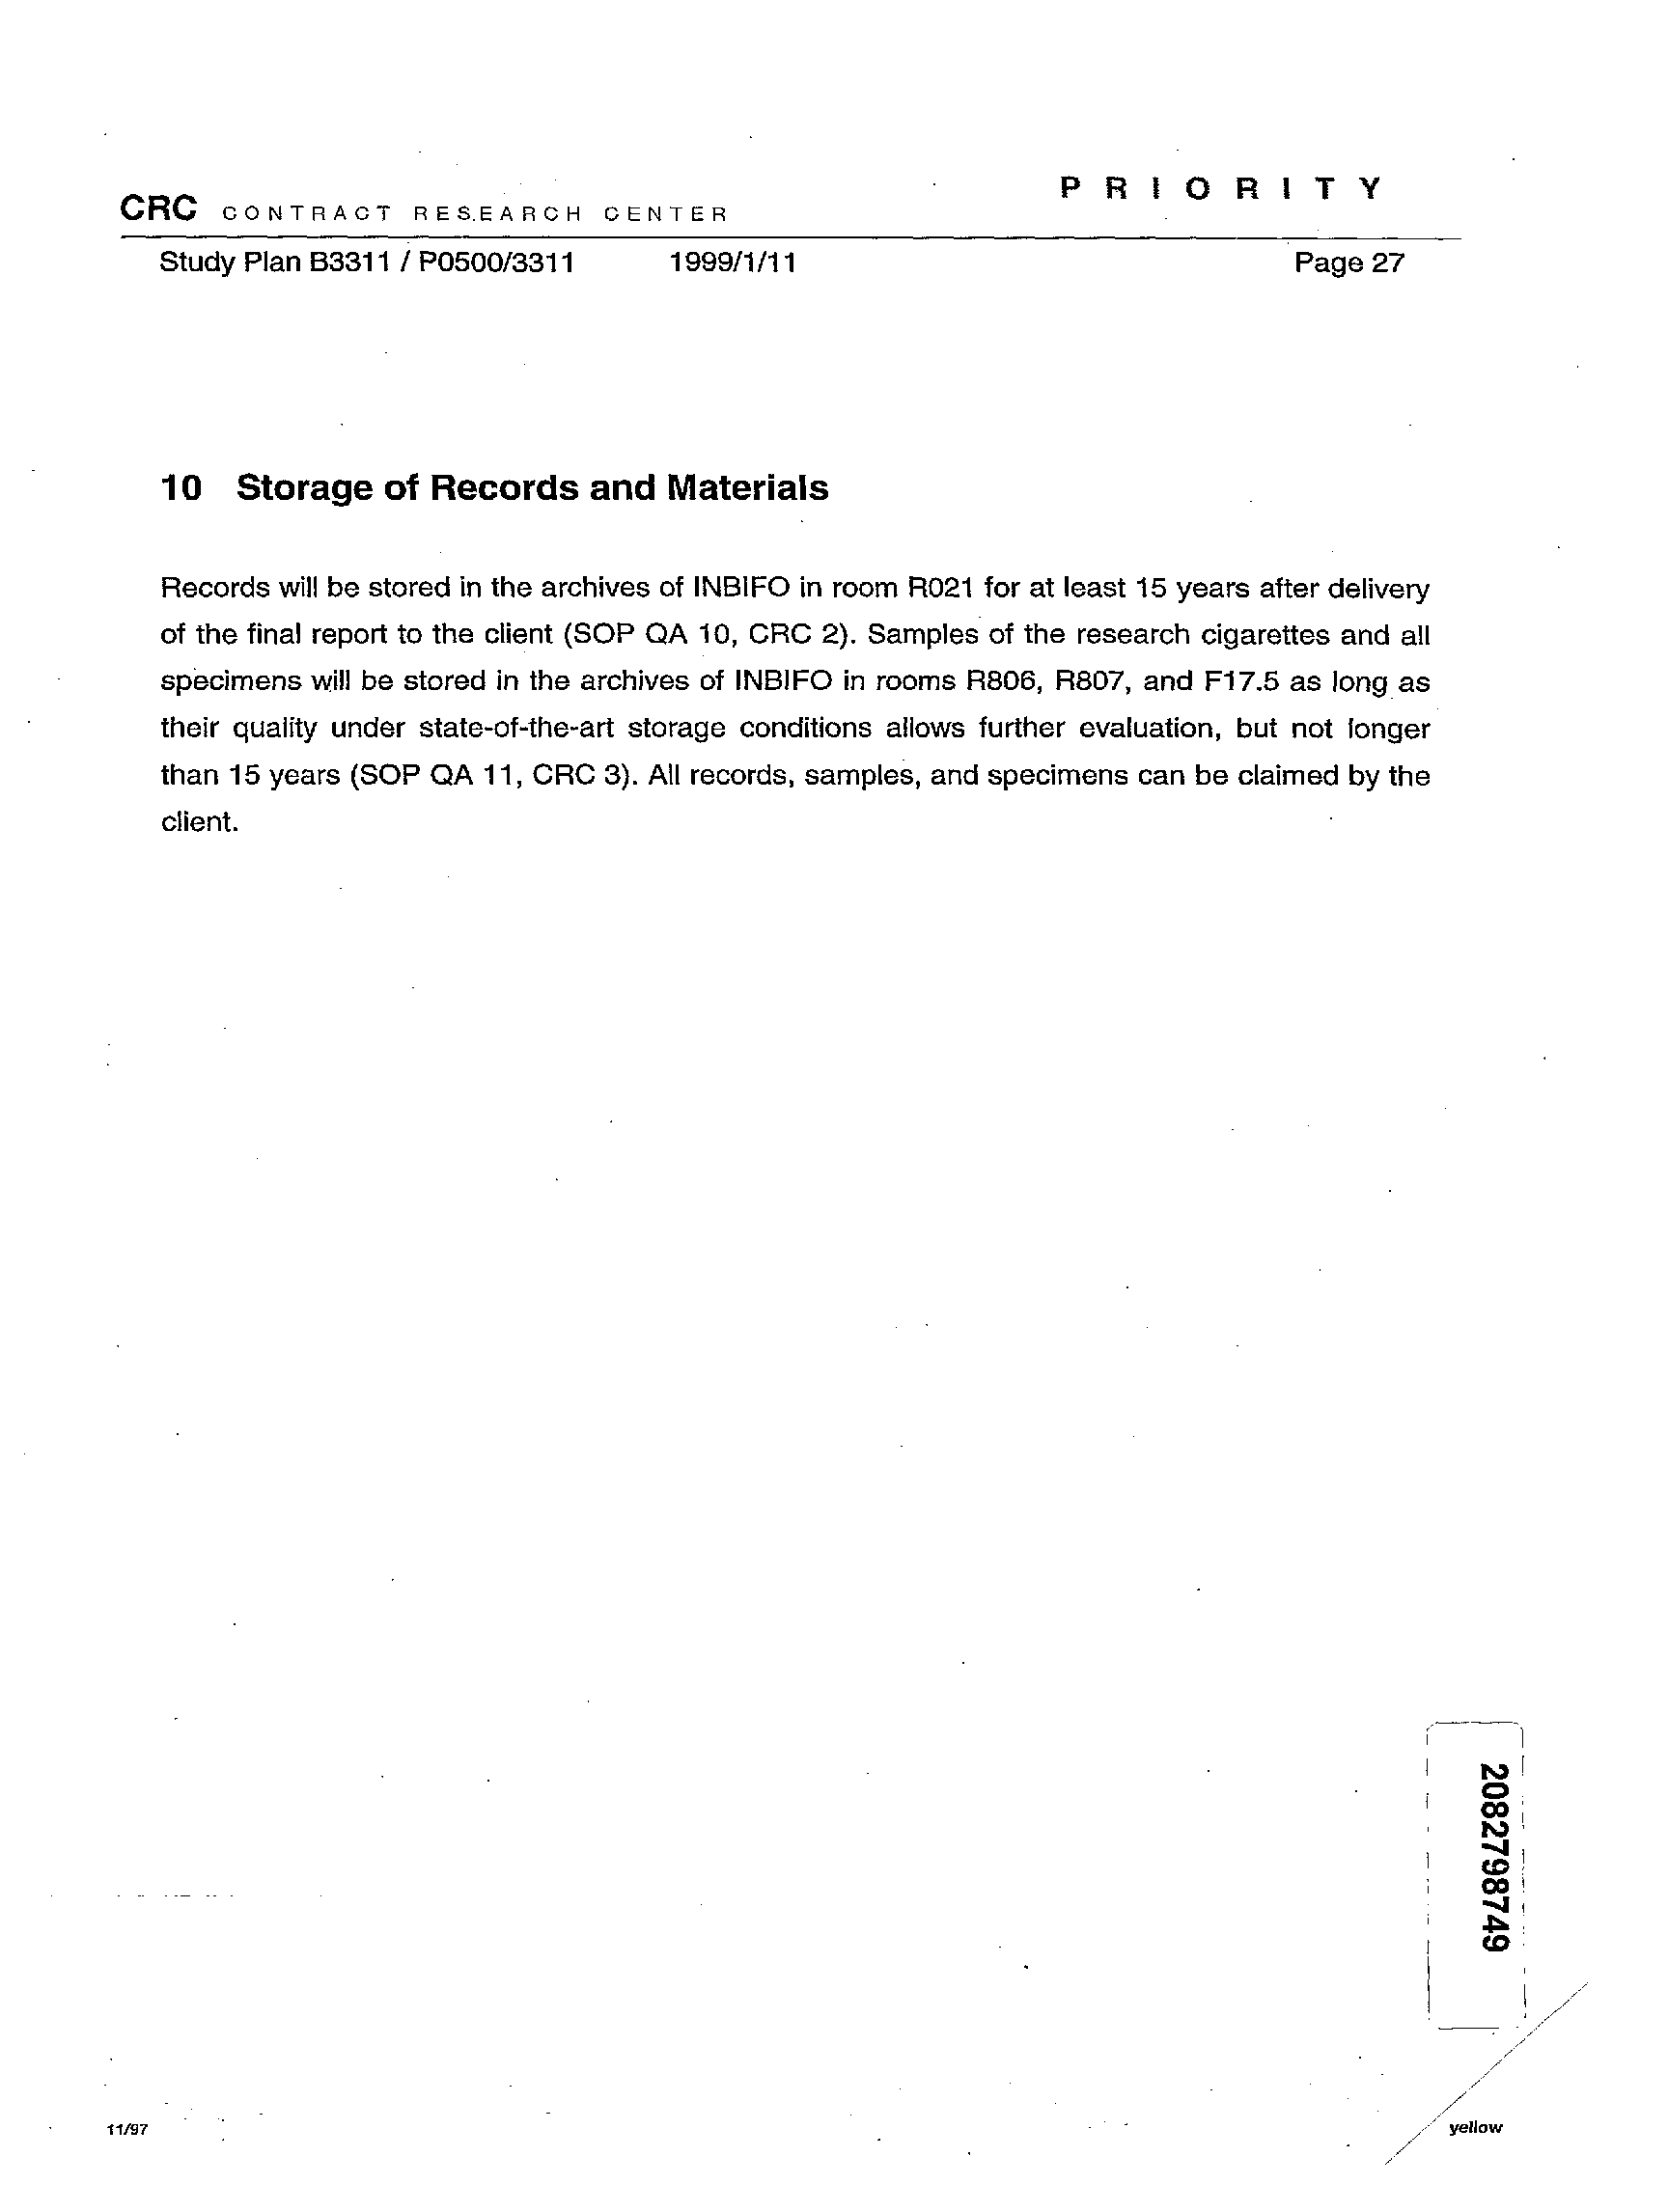 PRIORITY
CRC CONTRACT RESEARCH CENTER
Study Plan B3311 / P0500/3311 1999/1/11 Page 27
10 Storage of Records and Materials
Records will be stored in the archives of INBIFO in room R021 for at least 15 years after delivery
of the final report to the client (SOP QA 10, CRC 2). Samples of the research cigarettes and all
specimens will be stored in the archives of INBIFO in rooms R806, R807, and F17.5 as long as
their quality under state-of-the-art storage conditions allows further evaluation, but not longer
than 15 years (SOP QA 11, CRC 3). All records, samples, and specimens can be claimed by the
client.
2082798749
11/97 yellow